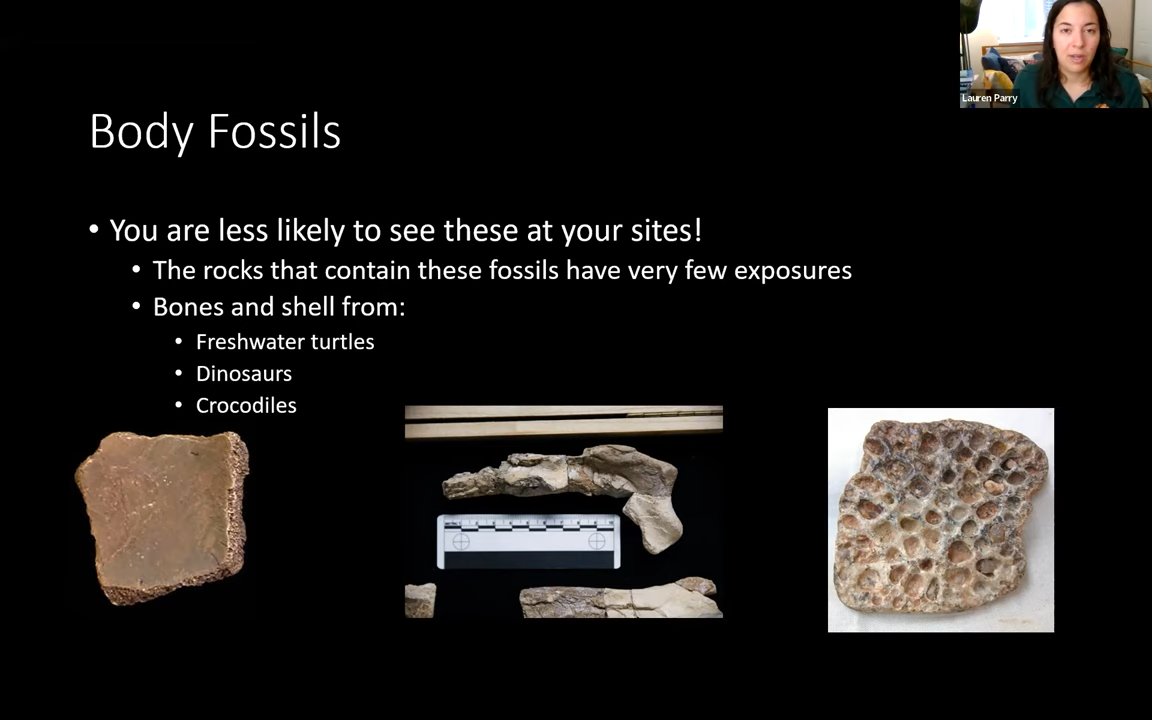 Lauren Parry
Body Fossils
• You are less likely to see these at your sites!
• The rocks that contain these fossils have very few exposures
• Bones and shell from:
• Freshwater turtles
• Dinosaurs
• Crocodiles